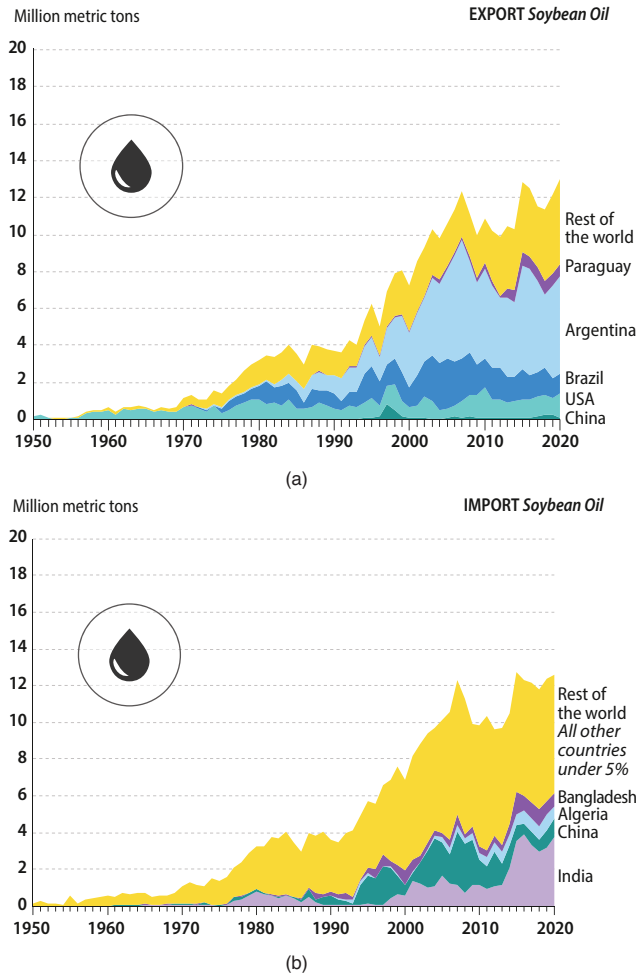 Million metric tons
EXPORT Soybean Oil
20
18
16
14
12
10
8
6
4
2
0
Rest of
the world
Paraguay
Argentina
Brazil
USA
China
1950 1960 1970 1980 1990 2000 2010 2020
(a)
Million metric tons
IMPORT Soybean Oil
20
18
16
14
12
10
8
6
4
2
0
Rest of
the world
All other
countries
under 5%
Bangladesh
Algeria
China
India
1950 1960 1970 1980 1990 2000 2010 2020
(b)